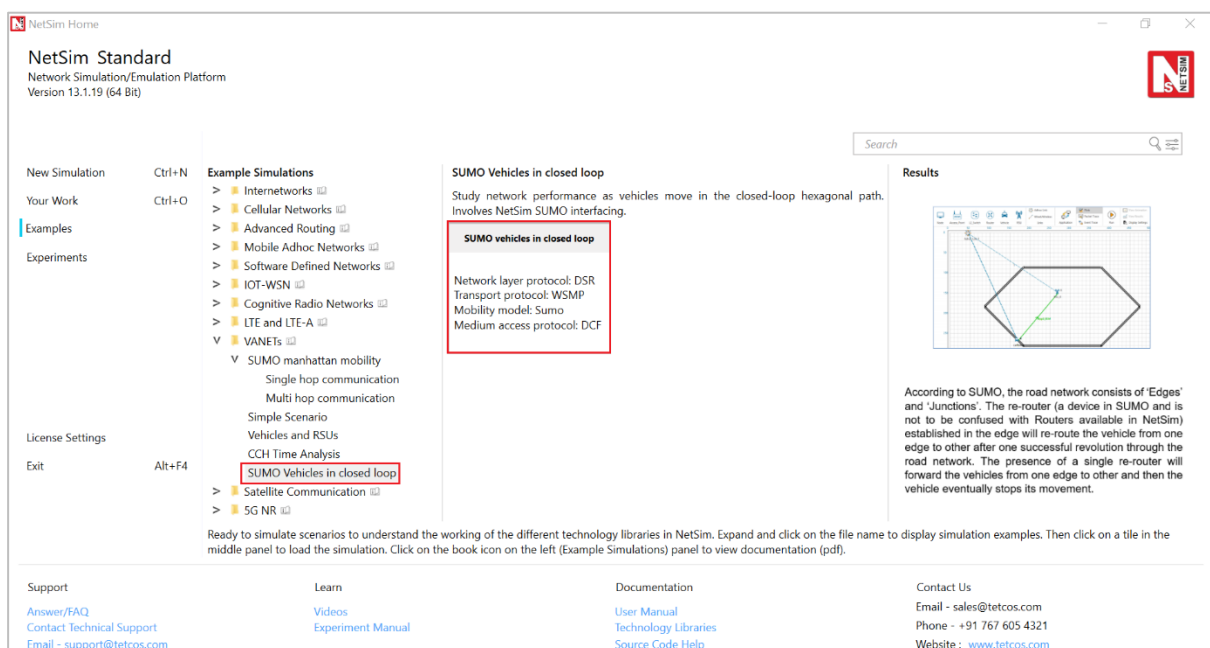 NetSim Home
NetSim Standard
Network Simulation/Emulation Platform
Version 13.1.19 (64 Bit)
NETSIM
Search
New Simulation Ctrl+N
Your Work Ctrl+O
Examples
Experiments
License Settings
Exit Alt+F4
Example Simulations
> Internetworks
> Cellular Networks
> Advanced Routing
> Mobile Adhoc Networks
> Software Defined Networks
> IOT-WSN
> Cognitive Radio Networks
> LTE and LTE-A
V VANETs
V SUMO manhattan mobility
Single hop communication
Multi hop communication
Simple Scenario
Vehicles and RSUs
CCH Time Analysis
SUMO Vehicles in closed loop
> Satellite Communication
> 5G NR
SUMO Vehicles in closed loop
Study network performance as vehicles move in the closed-loop hexagonal path.
Involves NetSim SUMO interfacing.
SUMO vehicles in closed loop
Network layer protocol: DSR
Transport protocol: WSMP
Mobility model: Sumo
Medium access protocol: DCF
Results
According to SUMO, the road network consists of 'Edges'
and 'Junctions'. The re-router (a device in SUMO and is
not to be confused with Routers available in NetSim)
established in the edge will re-route the vehicle from one
edge to other after one successful revolution through the
road network. The presence of a single re-router will
forward the vehicles from one edge to other and then the
vehicle eventually stops its movement.
Ready to simulate scenarios to understand the working of the different technology libraries in NetSim. Expand and click on the file name to display simulation examples. Then click on a tile in the
middle panel to load the simulation. Click on the book icon on the left (Example Simulations) panel to view documentation (pdf).
Support
Answer/FAQ
Contact Technical Support
Email - support@tetcos.com
Learn
Videos
Experiment Manual
Documentation
User Manual
Technology Libraries
Source Code Help
Contact Us
Email - sales@tetcos.com
Phone - +91 767 605 4321
Website : www.tetcos.com